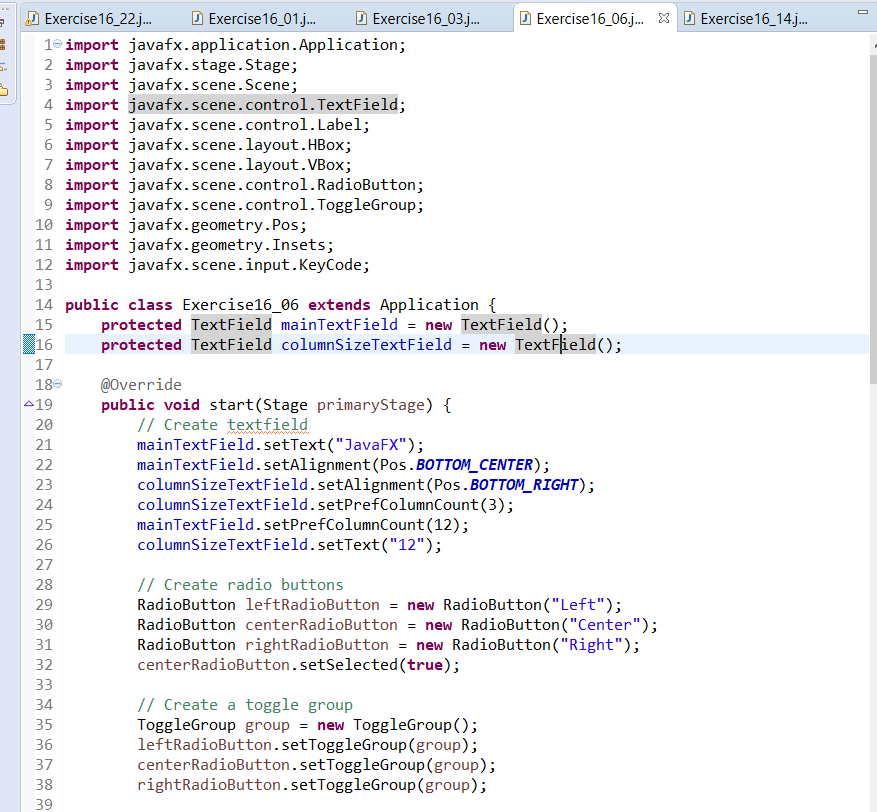 Exercise16_22.j... Exercise16_01.j... Exercise16_03.j... Exercise16_06.j... Exercise16_14.j...
1 import javafx.application.Application;
2 import javafx.stage.Stage;
3 import javafx.scene.Scene;
4 import javafx.scene.control.TextField;
5 import javafx.scene.control.Label;
6 import javafx.scene.layout.HBox;
7 import javafx.scene.layout.VBox;
8 import javafx.scene.control.RadioButton;
9 import javafx.scene.control.ToggleGroup;
10 import javafx.geometry.Pos;
11 import javafx.geometry.Insets;
12 import javafx.scene.input.KeyCode;
13
14 public class Exercise16_06 extends Application {
15     protected TextField mainTextField = new TextField();
16     protected TextField columnSizeTextField = new TextField();
17
18     @Override
19     public void start(Stage primaryStage) {
20         // Create textfield
21         mainTextField.setText("JavaFX");
22         mainTextField.setAlignment(Pos.BOTTOM_CENTER);
23         columnSizeTextField.setAlignment(Pos.BOTTOM_RIGHT);
24         columnSizeTextField.setPrefColumnCount(3);
25         mainTextField.setPrefColumnCount(12);
26         columnSizeTextField.setText("12");
27
28         // Create radio buttons
29         RadioButton leftRadioButton = new RadioButton("Left");
30         RadioButton centerRadioButton = new RadioButton("Center");
31         RadioButton rightRadioButton = new RadioButton("Right");
32         centerRadioButton.setSelected(true);
33
34         // Create a toggle group
35         ToggleGroup group = new ToggleGroup();
36         leftRadioButton.setToggleGroup(group);
37         centerRadioButton.setToggleGroup(group);
38         rightRadioButton.setToggleGroup(group);
39